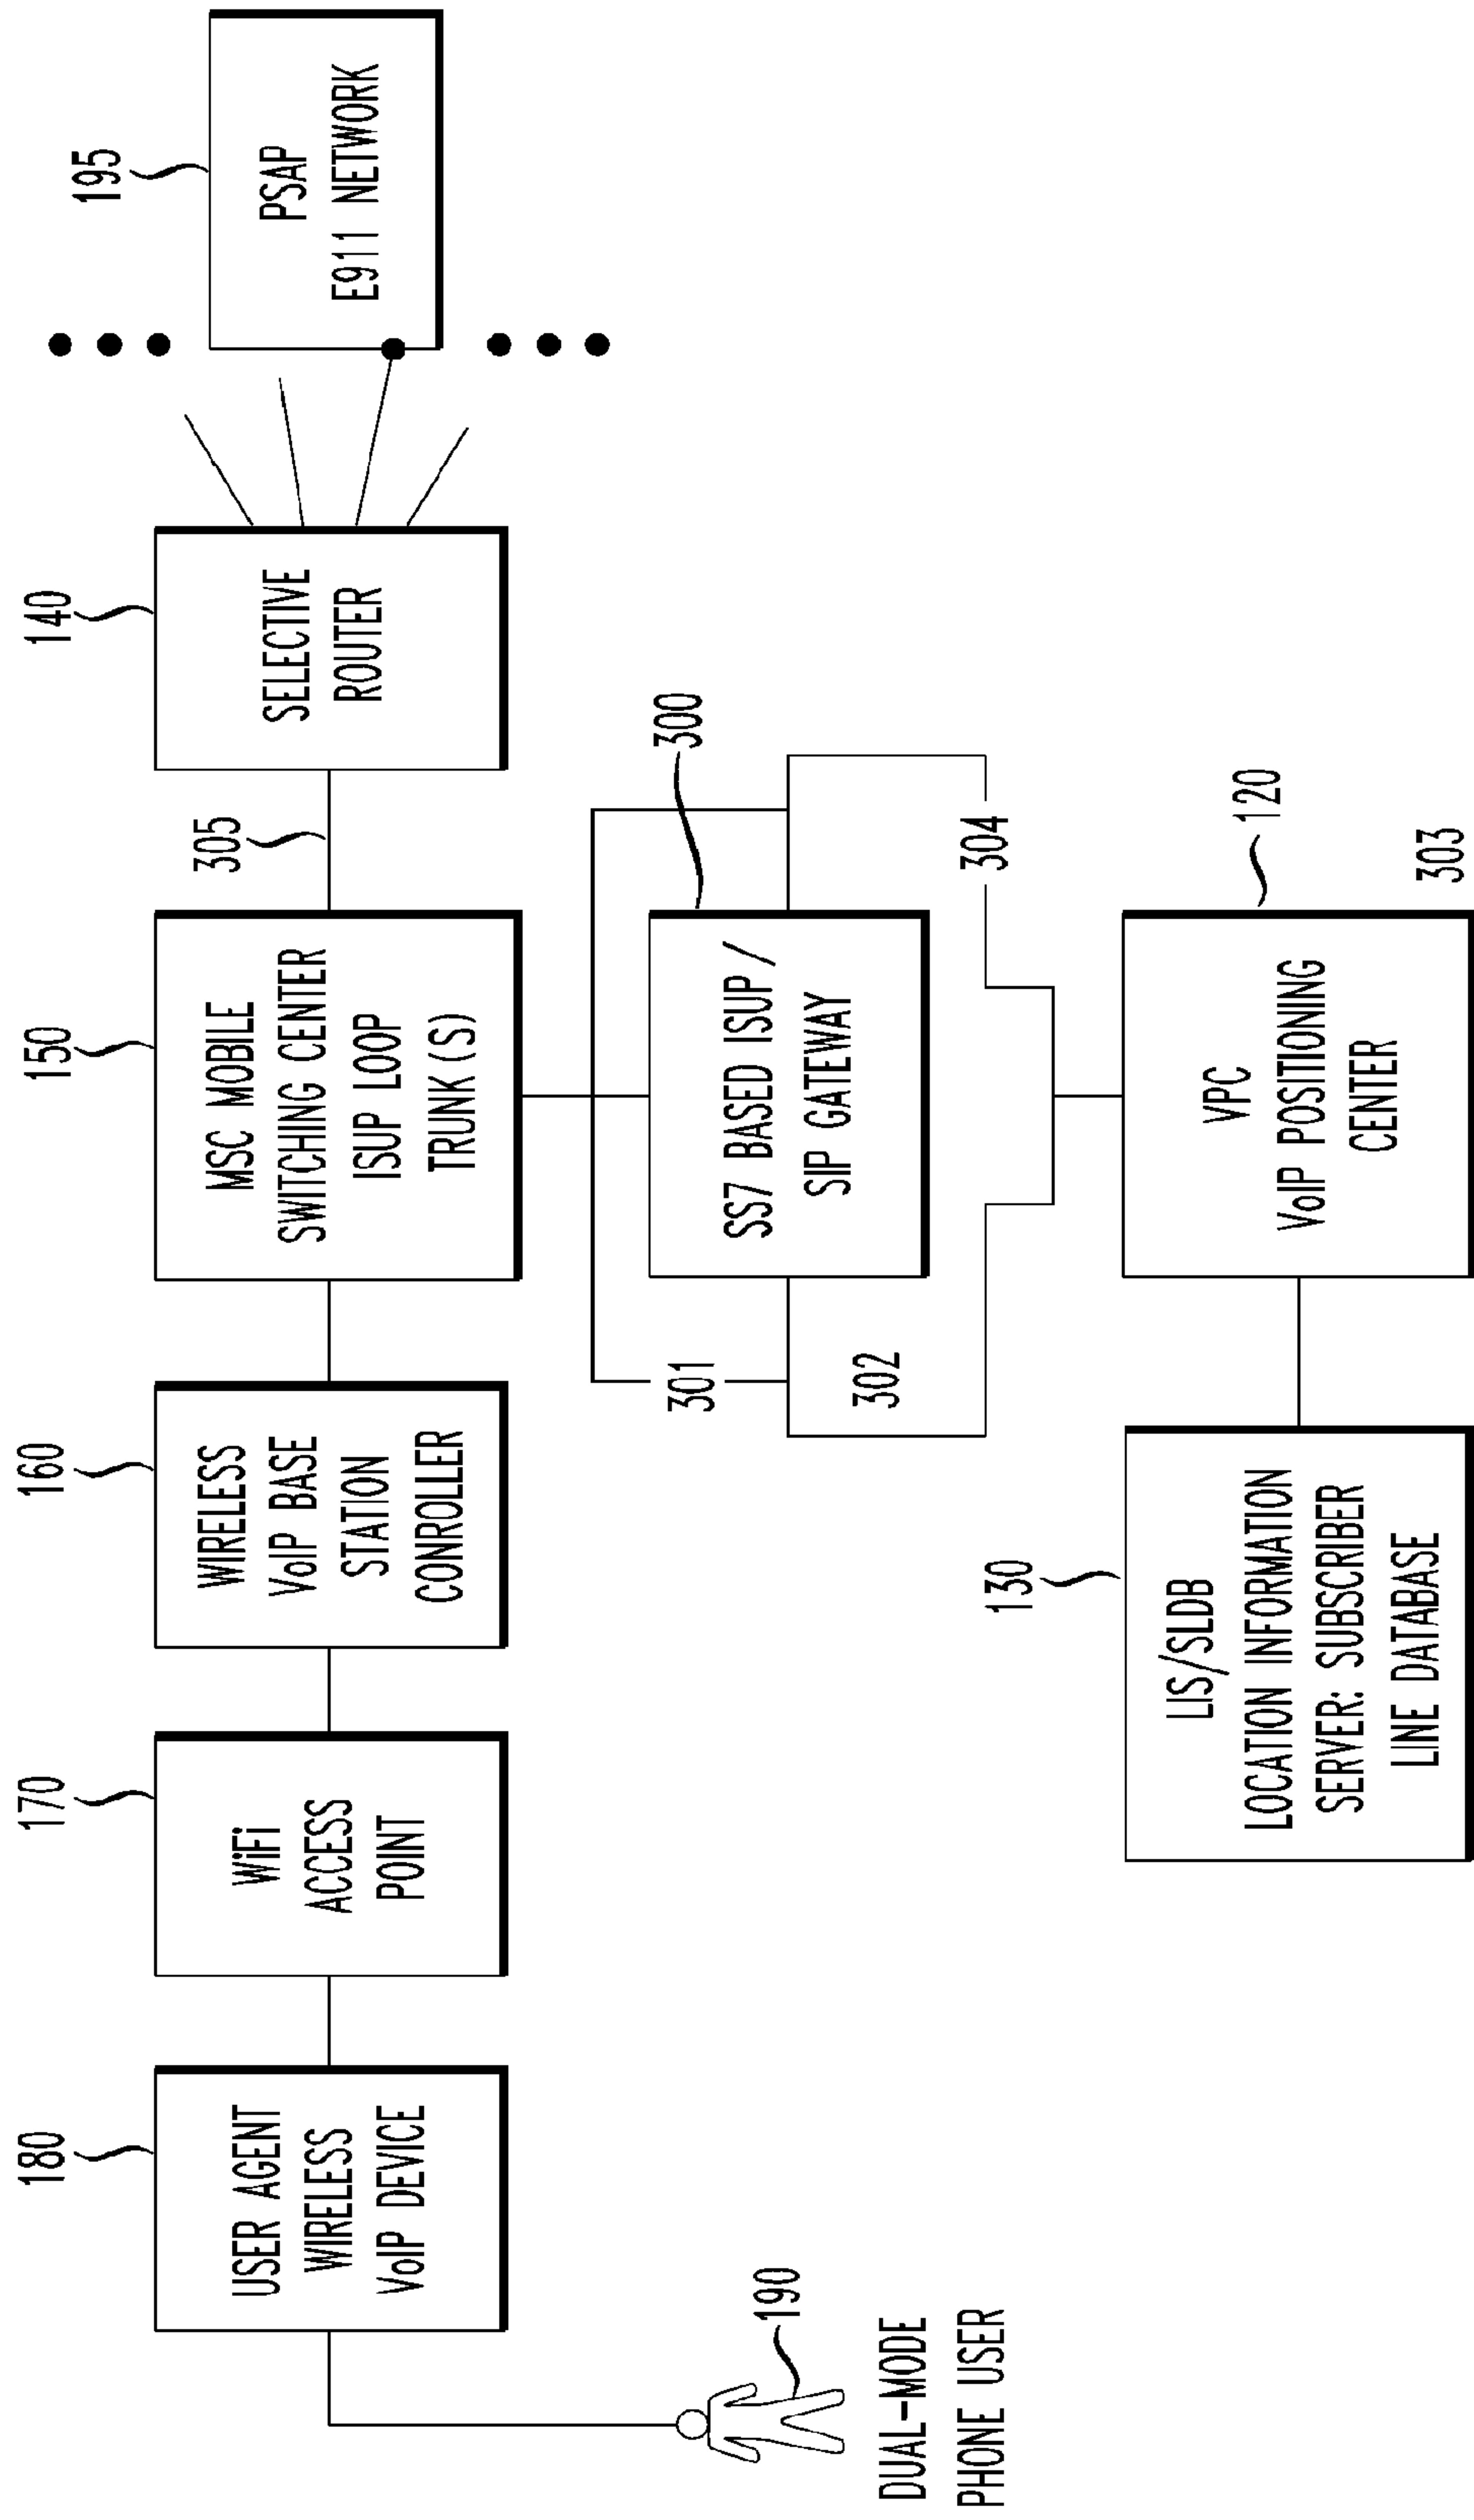 180
USER AGENT
WIRELESS
VoIP DEVICE
170
WiFi
ACCESS
POINT
160
WIRELESS
VoIP BASE
STATION
CONROLLER
150
MSC MOBILE
SWITCHING CENTER
ISUP LOOP
TRUNK(S)
305
140
SELECTIVE
ROUTER
195
PSAP
E911 NETWORK
190
DUAL-MODE
PHONE USER
301
302
SS7 BASED ISUP /
SIP GATEWAY
300
304
130
LIS/SLDB
LOCATION INFORMATION
SERVER: SUBSCRIBER
LINE DATABASE
VPC
VoIP POSITIONING
CENTER
120
303